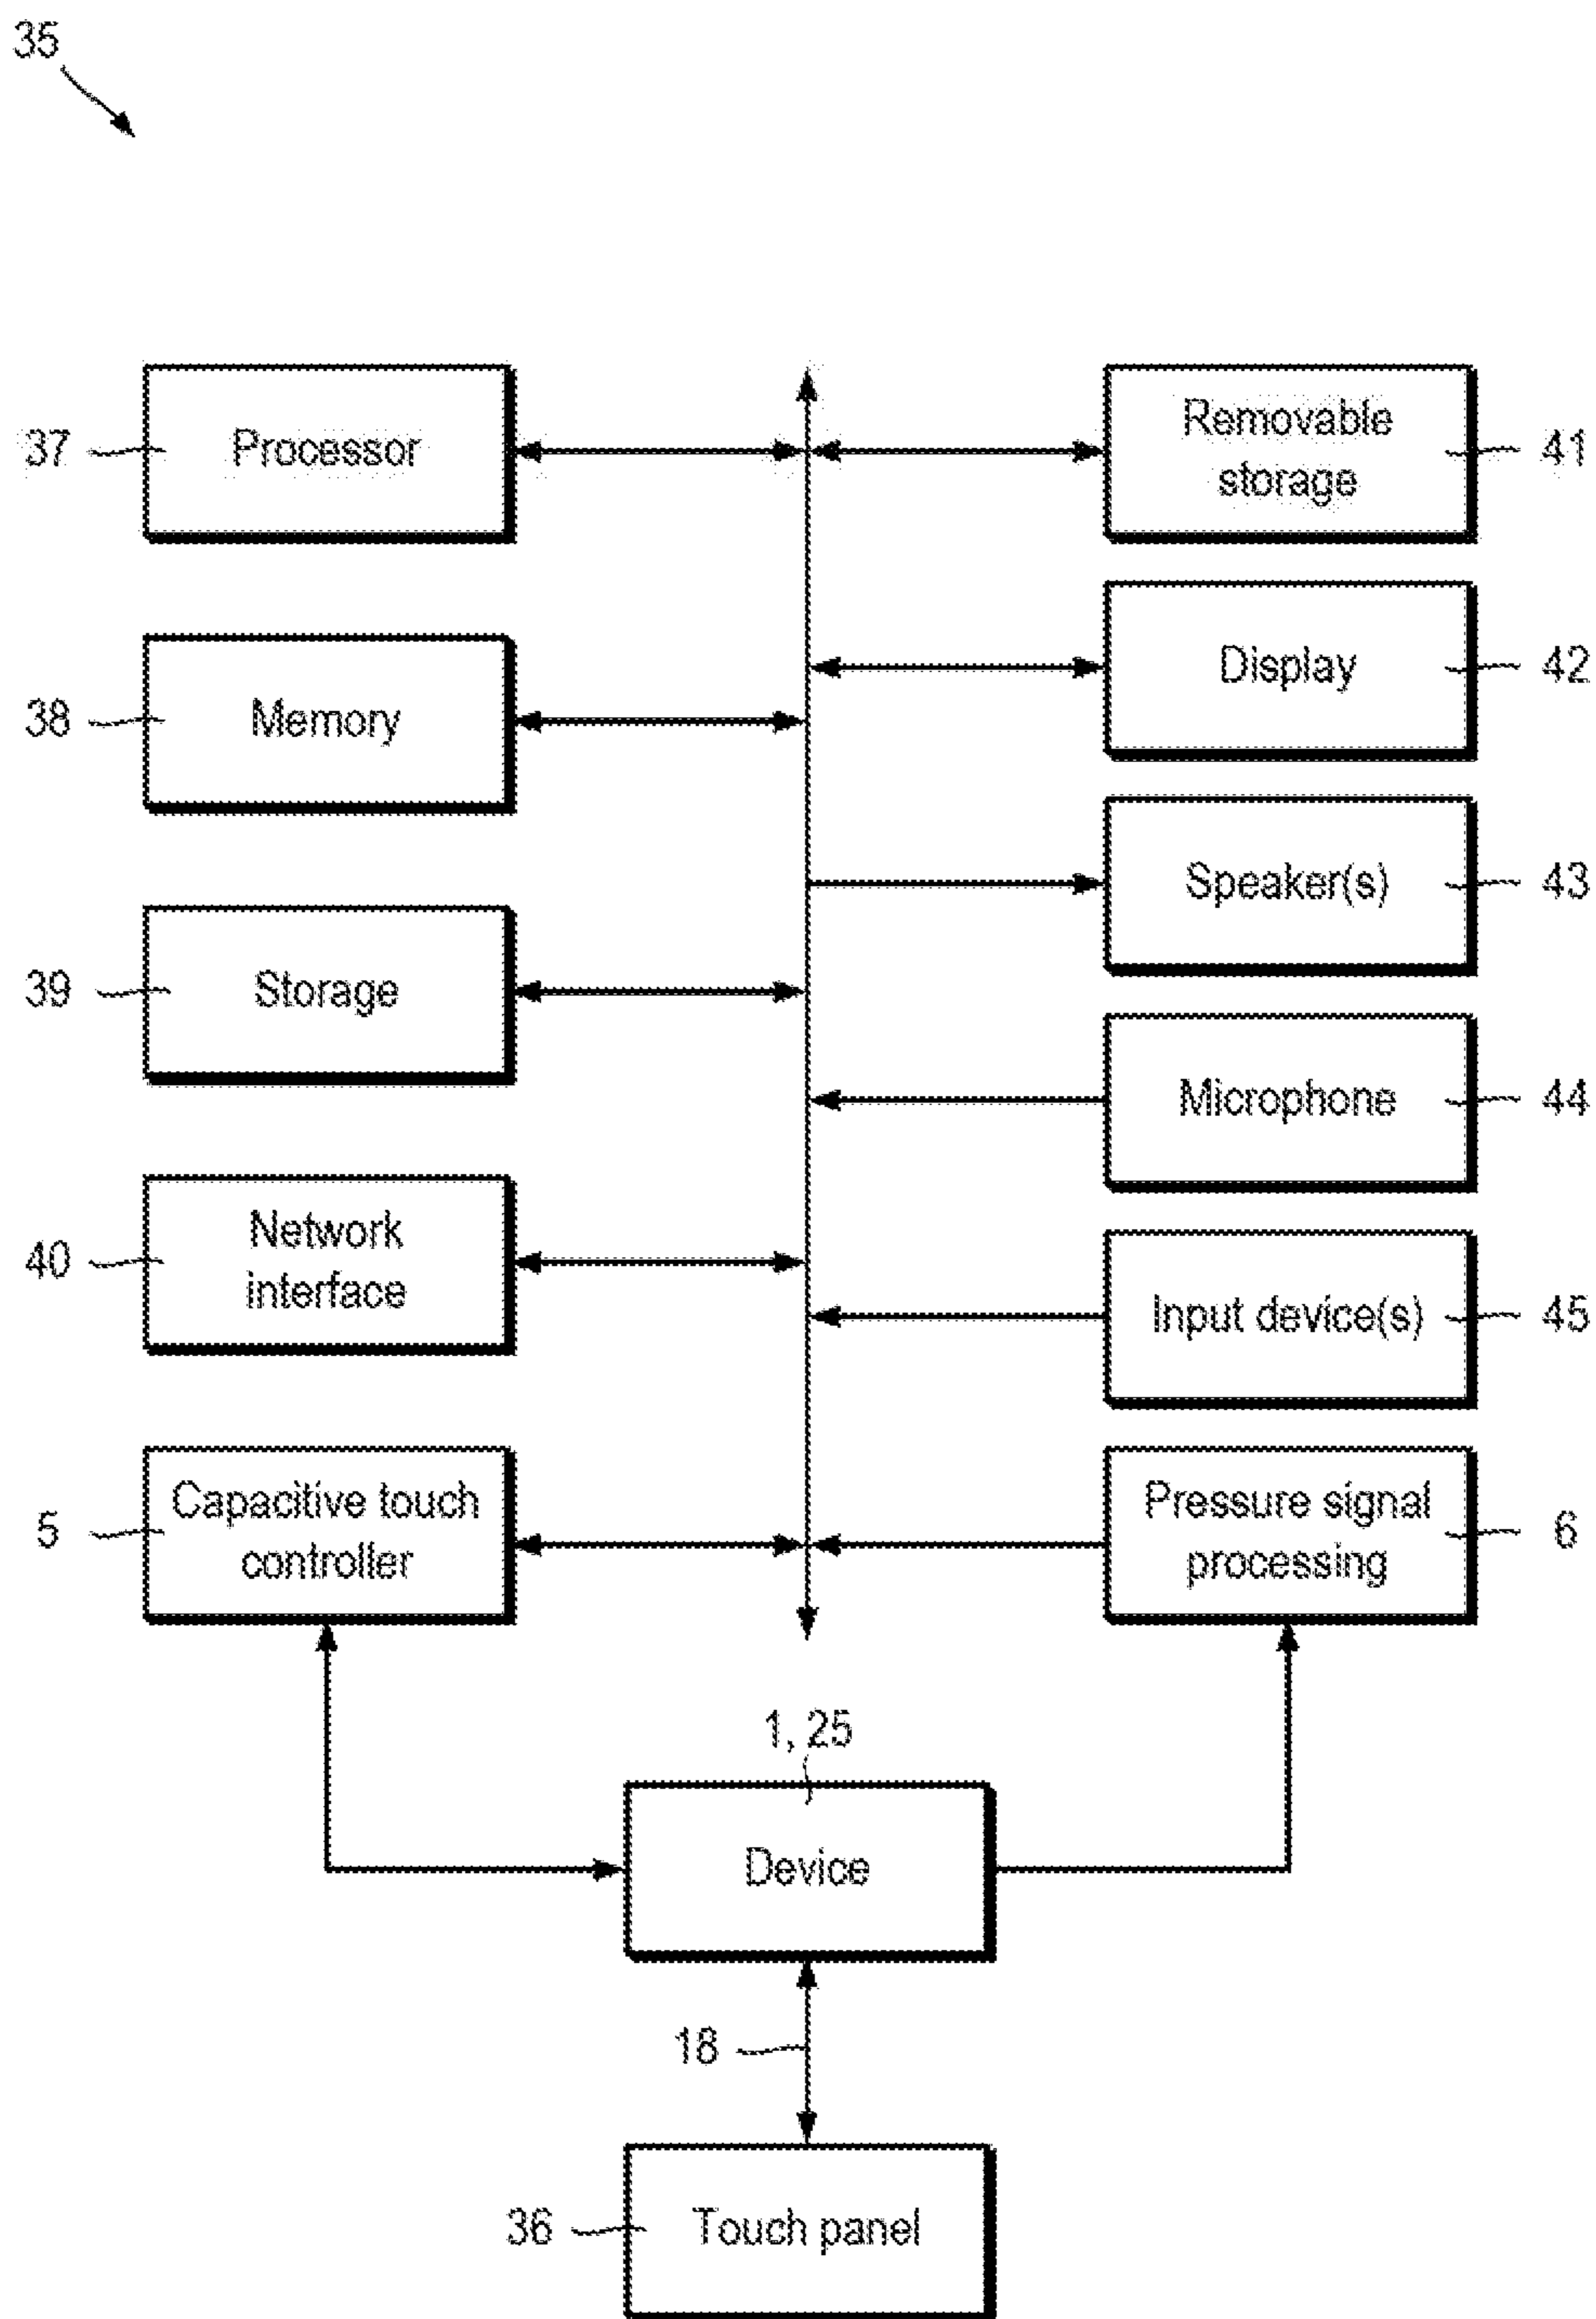 35
37
Processor
Removable
storage
41
Display
42
38
Memory
Speaker(s)
43
39
Storage
Microphone
44
40
Network
interface
Input device(s)
45
5
Capacitive touch
controller
Pressure signal
processing
6
1, 25
Device
18
36
Touch panel